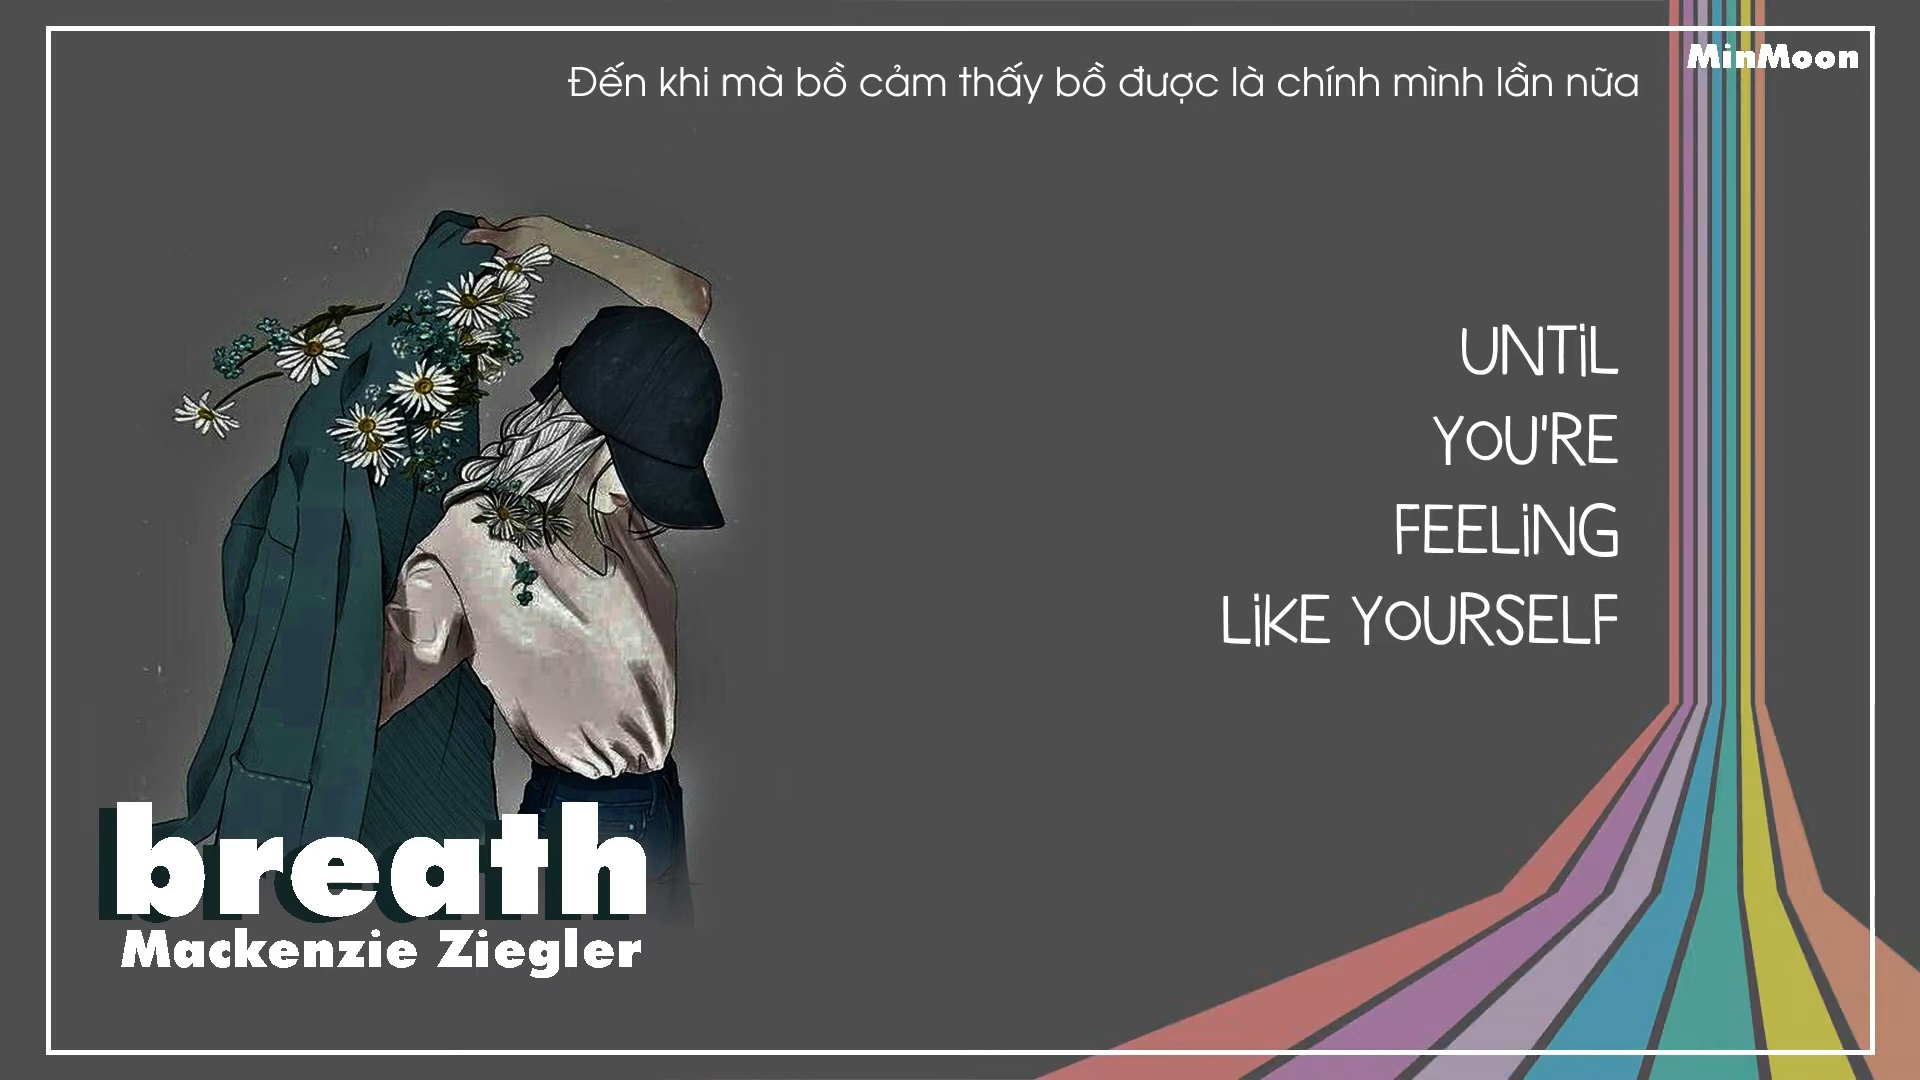 MinMoon
Đến khi mà bồ cảm thấy bồ được là chính mình lần nữa
UNTiL
YOU'RE
FEELiNG
LiKE YOURSELF
breath
Mackenzie Ziegler